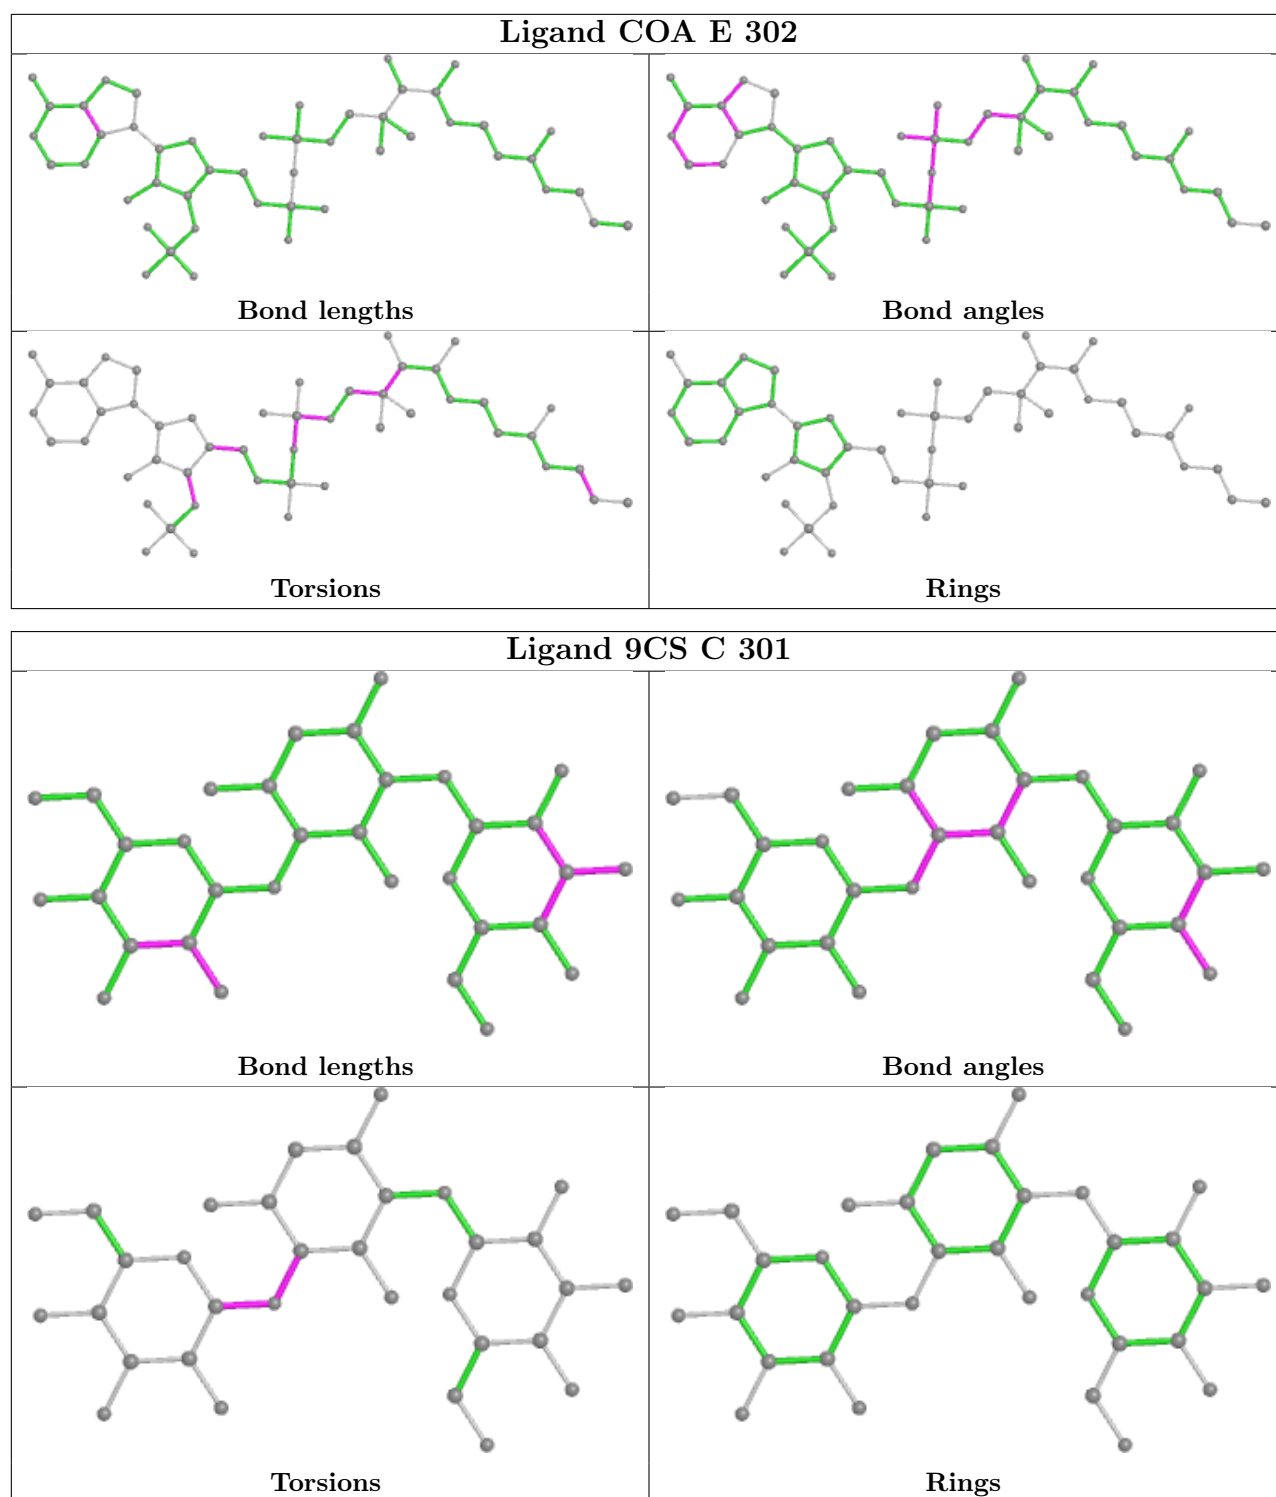 Ligand COA E 302
Bond lengths
Bond angles
Torsions
Rings
Ligand 9CS C 301
Bond lengths
Bond angles
Torsions
Rings